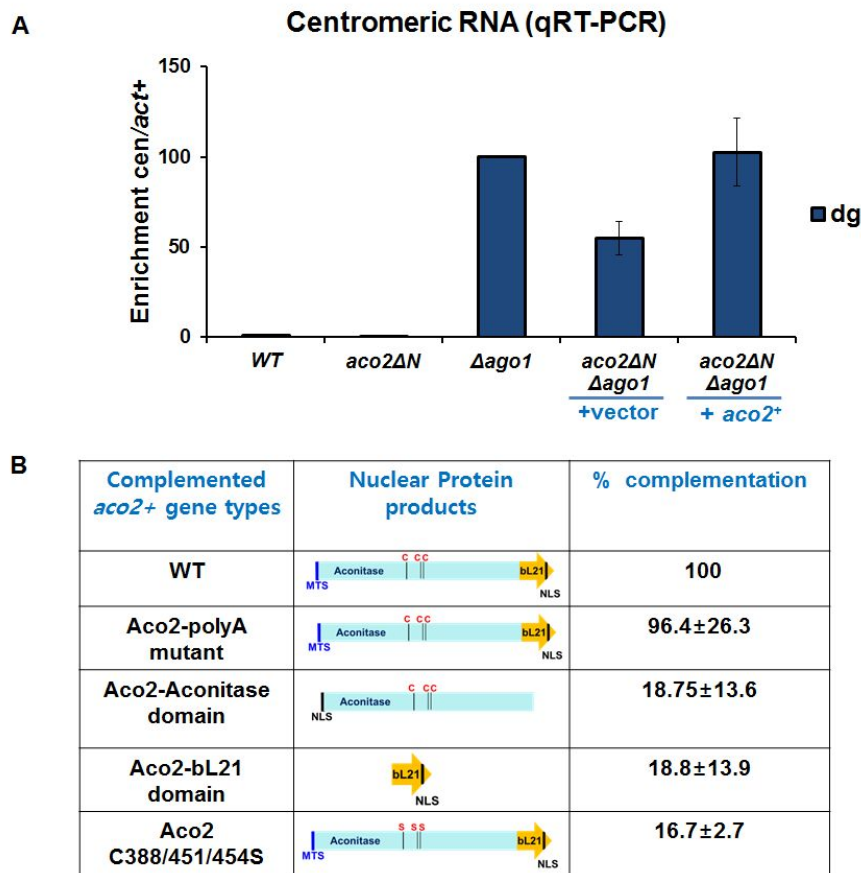 A
Centromeric RNA (qRT-PCR)
Enrichment cen/act+
150
100
50
0
dg
WT
aco2ΔN
Δago1
aco2ΔN
Δago1
+vector
aco2ΔN
Δago1
+ aco2⁺
B
Complemented
aco2+ gene types
Nuclear Protein
products
% complementation
WT
C C C
Aconitase
bL21
MTS
NLS
100
Aco2-polyA
mutant
C C C
Aconitase
bL21
MTS
NLS
96.4±26.3
Aco2-Aconitase
domain
C C C
Aconitase
NLS
18.75±13.6
Aco2-bL21
domain
bL21
NLS
18.8±13.9
Aco2
C388/451/454S
S S S
Aconitase
bL21
MTS
NLS
16.7±2.7